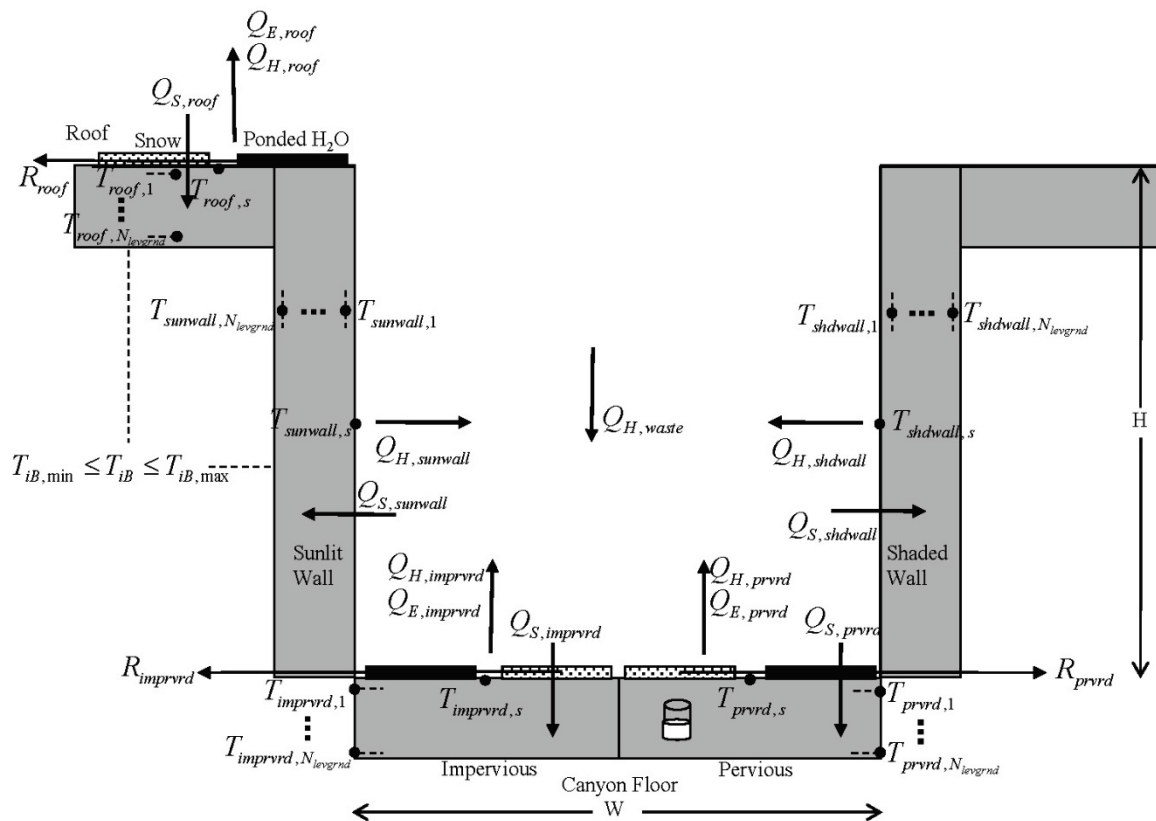 Q_{E,roof}
Q_{H,roof}
Q_{S,roof}
Roof
Snow
Ponded H₂O
R_{roof}
T_{roof,1}
T_{roof,s}
T_{roof,N_{levgrnd}}
T_{sunwall,N_{levgrnd}}
T_{sunwall,1}
T_{shdwall,1}
T_{shdwall,N_{levgrnd}}
T_{sunwall,s}
Q_{H,waste}
T_{shdwall,s}
H
T_{iB,min} ≤ T_{iB} ≤ T_{iB,max}
Q_{H,sunwall}
Q_{H,shdwall}
Q_{S,sunwall}
Q_{S,shdwall}
Sunlit
Wall
Shaded
Wall
Q_{H,imprvrd}
Q_{E,imprvrd}
Q_{H,prvrd}
Q_{E,prvrd}
Q_{S,imprvrd}
Q_{S,prvrd}
R_{imprvrd}
R_{prvrd}
T_{imprvrd,1}
T_{imprvrd,s}
T_{prvrd,s}
T_{prvrd,1}
T_{imprvrd,N_{levgrnd}}
T_{prvrd,N_{levgrnd}}
Impervious
Pervious
Canyon Floor
W